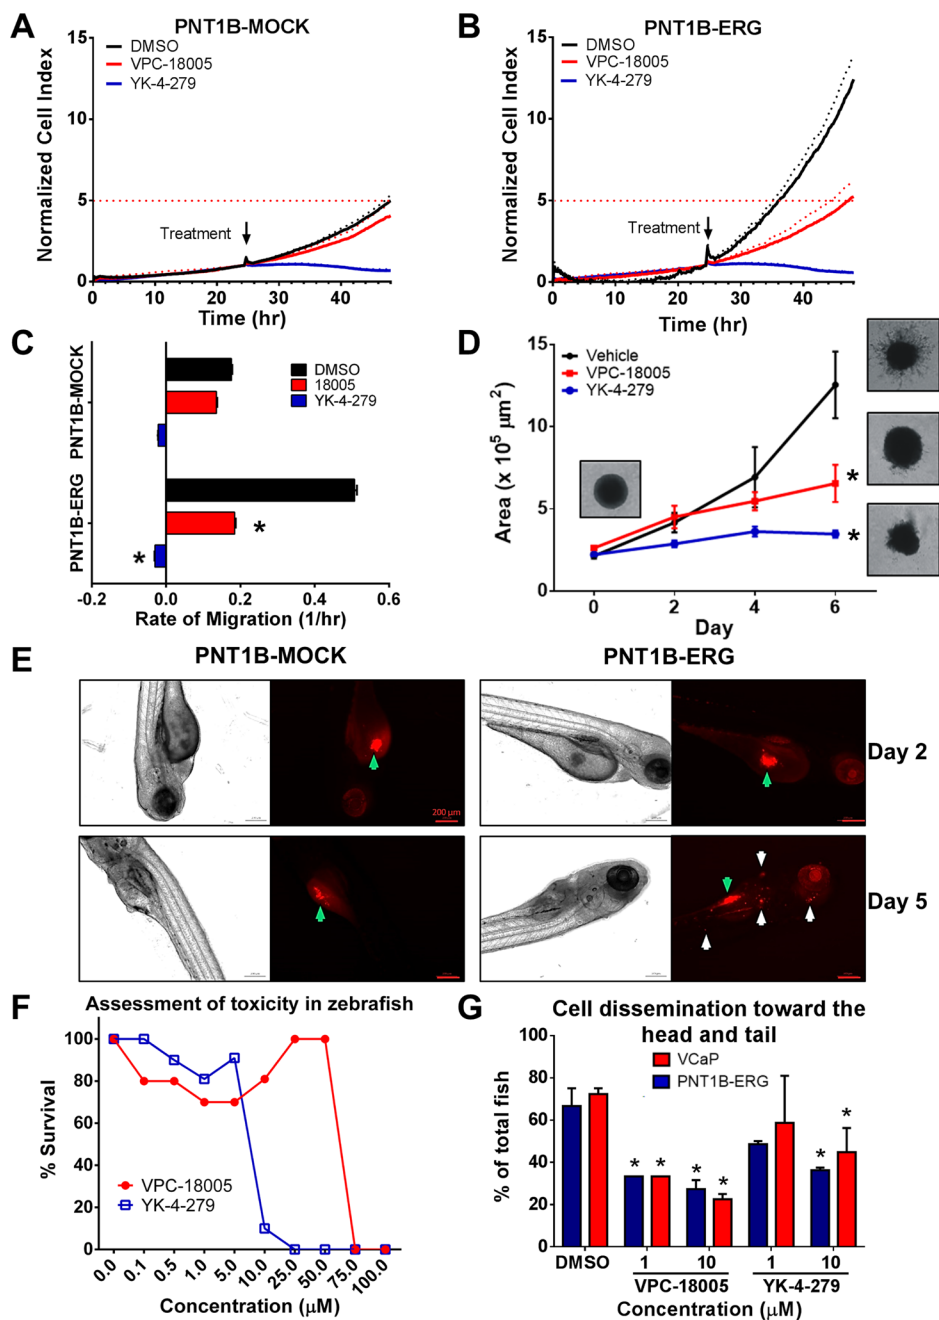 A
PNT1B-MOCK
DMSO
VPC-18005
YK-4-279
Normalized Cell Index
15
10
5
0
Treatment
0 10 20 30 40
Time (hr)
B
PNT1B-ERG
DMSO
VPC-18005
YK-4-279
Normalized Cell Index
15
10
5
0
Treatment
0 10 20 30 40
Time (hr)
C
PNT1B-MOCK
PNT1B-ERG
DMSO
18005
YK-4-279
*
*
-0.2 0.0 0.2 0.4 0.6
Rate of Migration (1/hr)
D
Vehicle
VPC-18005
YK-4-279
Area (x 10⁵ µm²)
15
10
5
0
*
*
0 2 4 6
Day
E
PNT1B-MOCK
PNT1B-ERG
Day 2
200 µm
Day 5
F
Assessment of toxicity in zebrafish
% Survival
100
80
60
40
20
0
VPC-18005
YK-4-279
0.0 0.1 0.5 1.0 5.0 10.0 25.0 50.0 75.0 100.0
Concentration (µM)
G
Cell dissemination toward the
head and tail
% of total fish
100
80
60
40
20
0
VCaP
PNT1B-ERG
* * * * * *
DMSO 1 10 1 10
VPC-18005 YK-4-279
Concentration (µM)